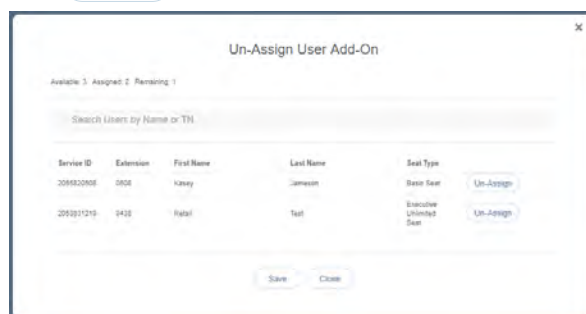 ×
Un-Assign User Add-On
Available: 3 Assigned: 2 Remaining: 1
Search Users by Name or TN
Service ID Extension First Name Last Name Seat Type
Kasey Jameson Basic Seat Un-Assign
Retail Test Executive Unlimited Seat Un-Assign
Save Close